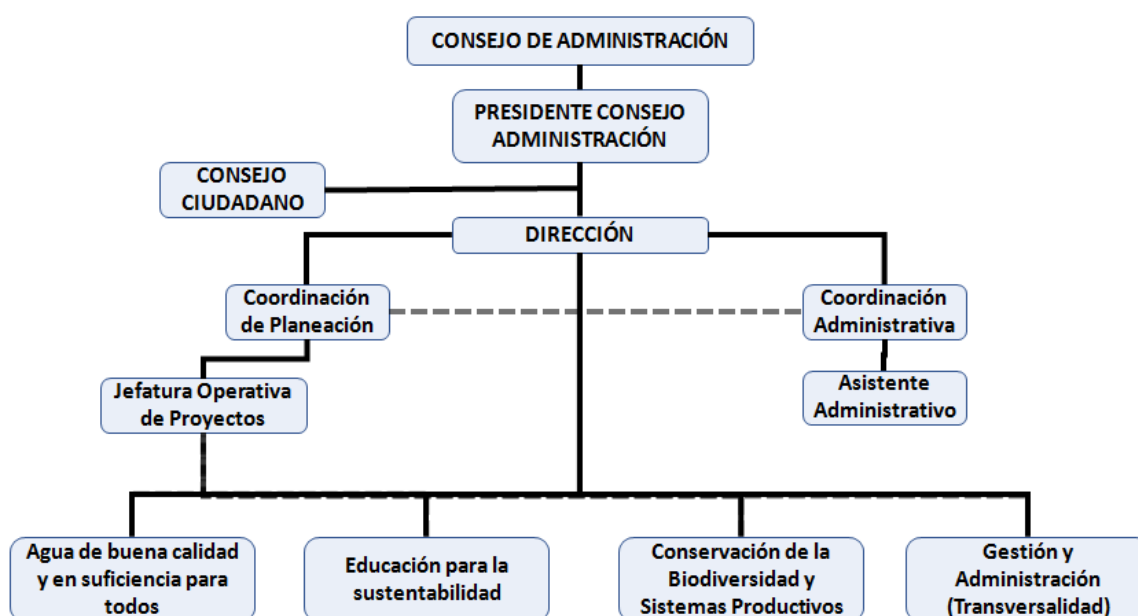 CONSEJO DE ADMINISTRACIÓN
PRESIDENTE CONSEJO
ADMINISTRACIÓN
CONSEJO
CIUDADANO
DIRECCIÓN
Coordinación
de Planeación
Coordinación
Administrativa
Jefatura Operativa
de Proyectos
Asistente
Administrativo
Agua de buena calidad
y en suficiencia para
todos
Educación para la
sustentabilidad
Conservación de la
Biodiversidad y
Sistemas Productivos
Gestión y
Administración
(Transversalidad)